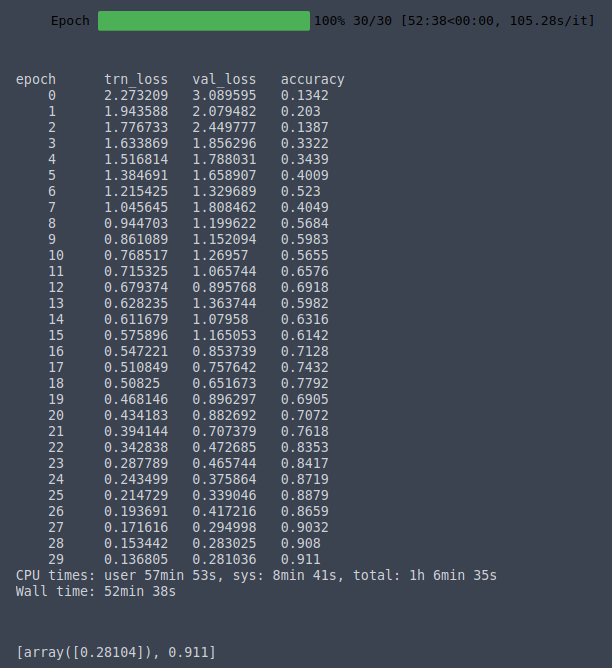 Epoch 100% 30/30 [52:38<00:00, 105.28s/it]
epoch trn_loss val_loss accuracy
0 2.273209 3.089595 0.1342
1 1.943588 2.079482 0.203
2 1.776733 2.449777 0.1387
3 1.633869 1.856296 0.3322
4 1.516814 1.788031 0.3439
5 1.384691 1.658907 0.4009
6 1.215425 1.329689 0.523
7 1.045645 1.808462 0.4049
8 0.944703 1.199622 0.5684
9 0.861089 1.152094 0.5983
10 0.768517 1.26957 0.5655
11 0.715325 1.065744 0.6576
12 0.679374 0.895768 0.6918
13 0.628235 1.363744 0.5982
14 0.611679 1.07958 0.6316
15 0.575896 1.165053 0.6142
16 0.547221 0.853739 0.7128
17 0.510849 0.757642 0.7432
18 0.50825 0.651673 0.7792
19 0.468146 0.896297 0.6905
20 0.434183 0.882692 0.7072
21 0.394144 0.707379 0.7618
22 0.342838 0.472685 0.8353
23 0.287789 0.465744 0.8417
24 0.243499 0.375864 0.8719
25 0.214729 0.339046 0.8879
26 0.193691 0.417216 0.8659
27 0.171616 0.294998 0.9032
28 0.153442 0.283025 0.908
29 0.136805 0.281036 0.911
CPU times: user 57min 53s, sys: 8min 41s, total: 1h 6min 35s
Wall time: 52min 38s
[array([0.28104]), 0.911]